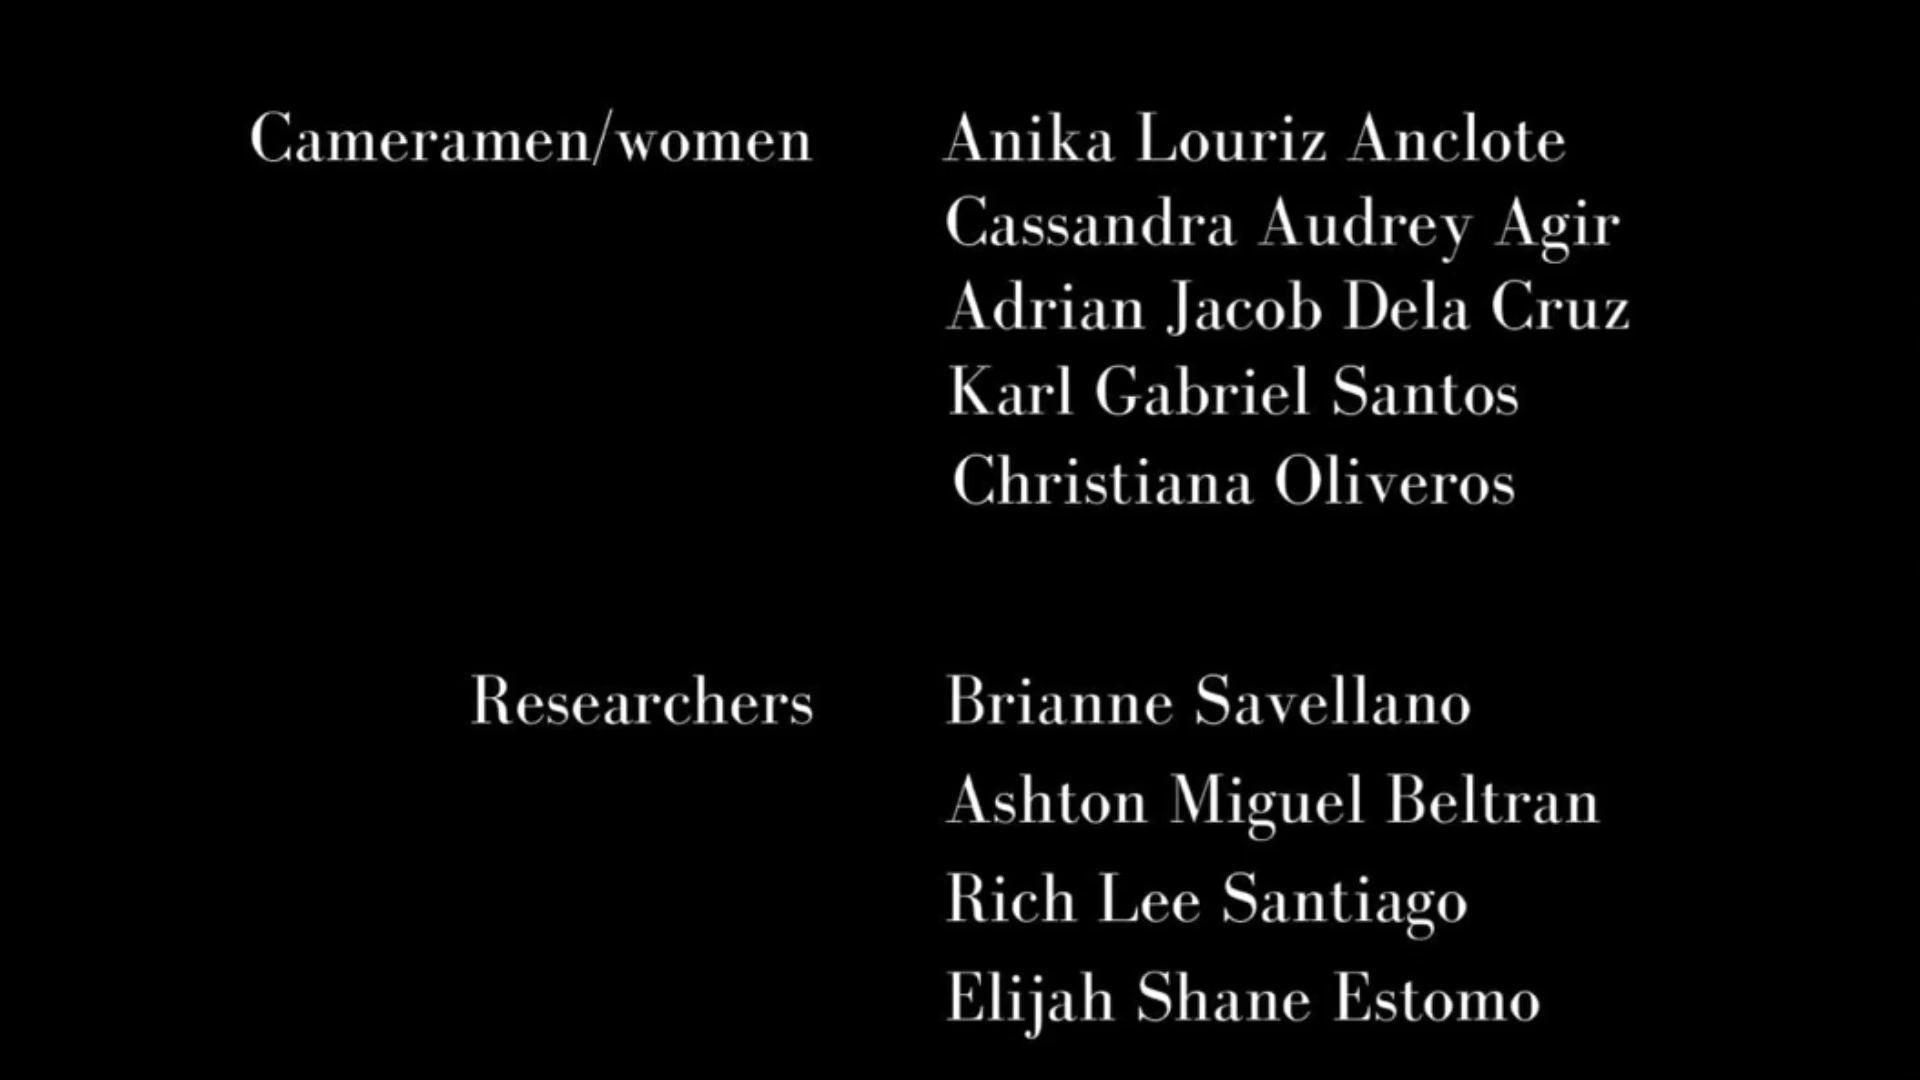 Cameramen/women Anika Louriz Anclote
Cassandra Audrey Agir
Adrian Jacob Dela Cruz
Karl Gabriel Santos
Christiana Oliveros
Researchers Brianne Savellano
Ashton Miguel Beltran
Rich Lee Santiago
Elijah Shane Estomo